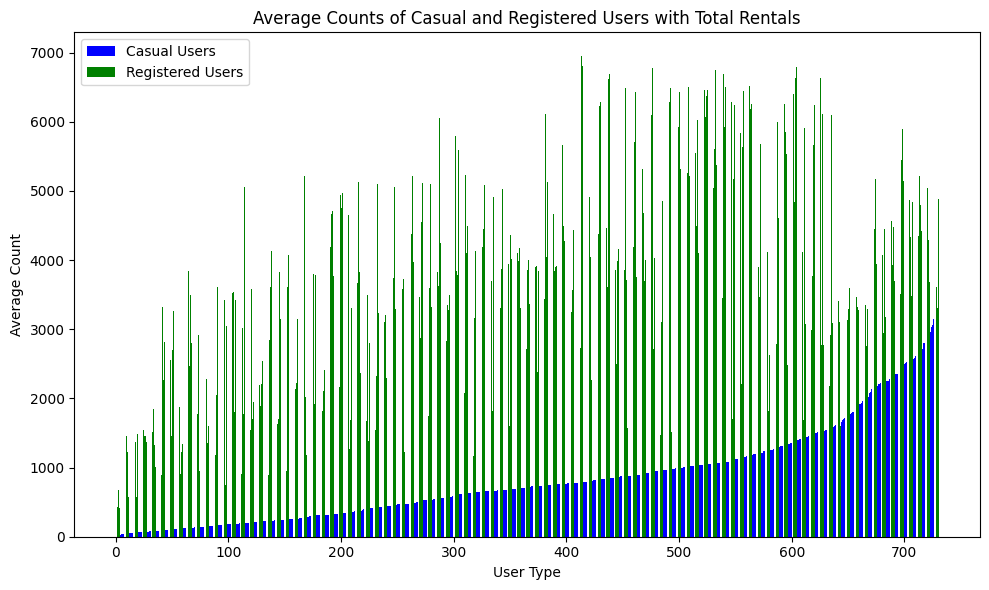 Average Counts of Casual and Registered Users with Total Rentals
Casual Users
Registered Users
7000
6000
5000
4000
3000
2000
1000
0
Average Count
0 100 200 300 400 500 600 700
User Type